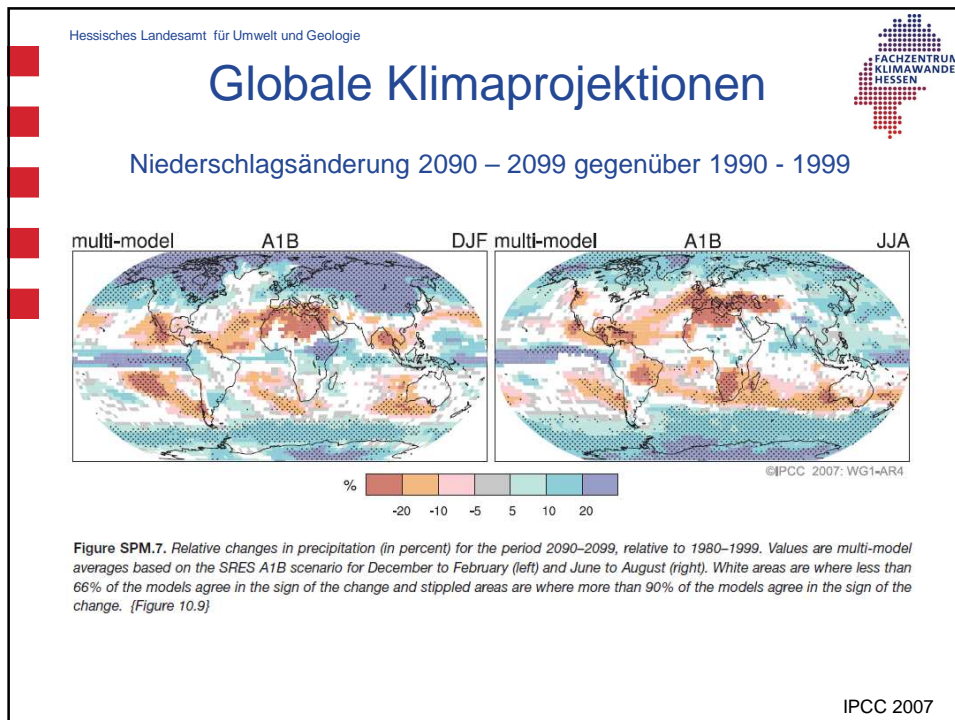 Hessisches Landesamt für Umwelt und Geologie
FACHZENTRUM
KLIMAWANDE
HESSEN
Globale Klimaprojektionen
Niederschlagsänderung 2090 – 2099 gegenüber 1990 - 1999
multi-model A1B DJF multi-model A1B JJA
©IPCC 2007: WG1-AR4
%
-20 -10 -5 5 10 20
Figure SPM.7. Relative changes in precipitation (in percent) for the period 2090–2099, relative to 1980–1999. Values are multi-model
averages based on the SRES A1B scenario for December to February (left) and June to August (right). White areas are where less than
66% of the models agree in the sign of the change and stippled areas are where more than 90% of the models agree in the sign of the
change. {Figure 10.9}
IPCC 2007